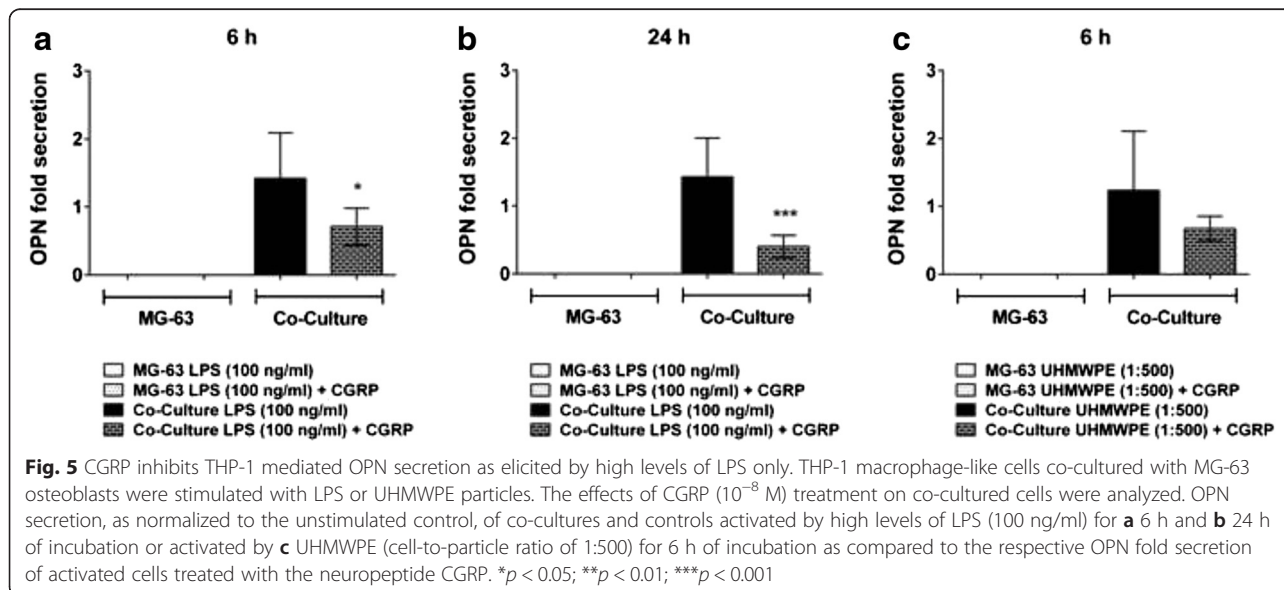 a
6 h
OPN fold secretion
3
2
1
0
*
MG-63
Co-Culture
MG-63 LPS (100 ng/ml)
MG-63 LPS (100 ng/ml) + CGRP
Co-Culture LPS (100 ng/ml)
Co-Culture LPS (100 ng/ml) + CGRP
b
24 h
OPN fold secretion
3
2
1
0
***
MG-63
Co-Culture
MG-63 LPS (100 ng/ml)
MG-63 LPS (100 ng/ml) + CGRP
Co-Culture LPS (100 ng/ml)
Co-Culture LPS (100 ng/ml) + CGRP
c
6 h
OPN fold secretion
3
2
1
0
MG-63
Co-Culture
MG-63 UHMWPE (1:500)
MG-63 UHMWPE (1:500) + CGRP
Co-Culture UHMWPE (1:500)
Co-Culture UHMWPE (1:500) + CGRP
Fig. 5 CGRP inhibits THP-1 mediated OPN secretion as elicited by high levels of LPS only. THP-1 macrophage-like cells co-cultured with MG-63
osteoblasts were stimulated with LPS or UHMWPE particles. The effects of CGRP (10⁻⁸ M) treatment on co-cultured cells were analyzed. OPN
secretion, as normalized to the unstimulated control, of co-cultures and controls activated by high levels of LPS (100 ng/ml) for a 6 h and b 24 h
of incubation or activated by c UHMWPE (cell-to-particle ratio of 1:500) for 6 h of incubation as compared to the respective OPN fold secretion
of activated cells treated with the neuropeptide CGRP. *p < 0.05; **p < 0.01; ***p < 0.001